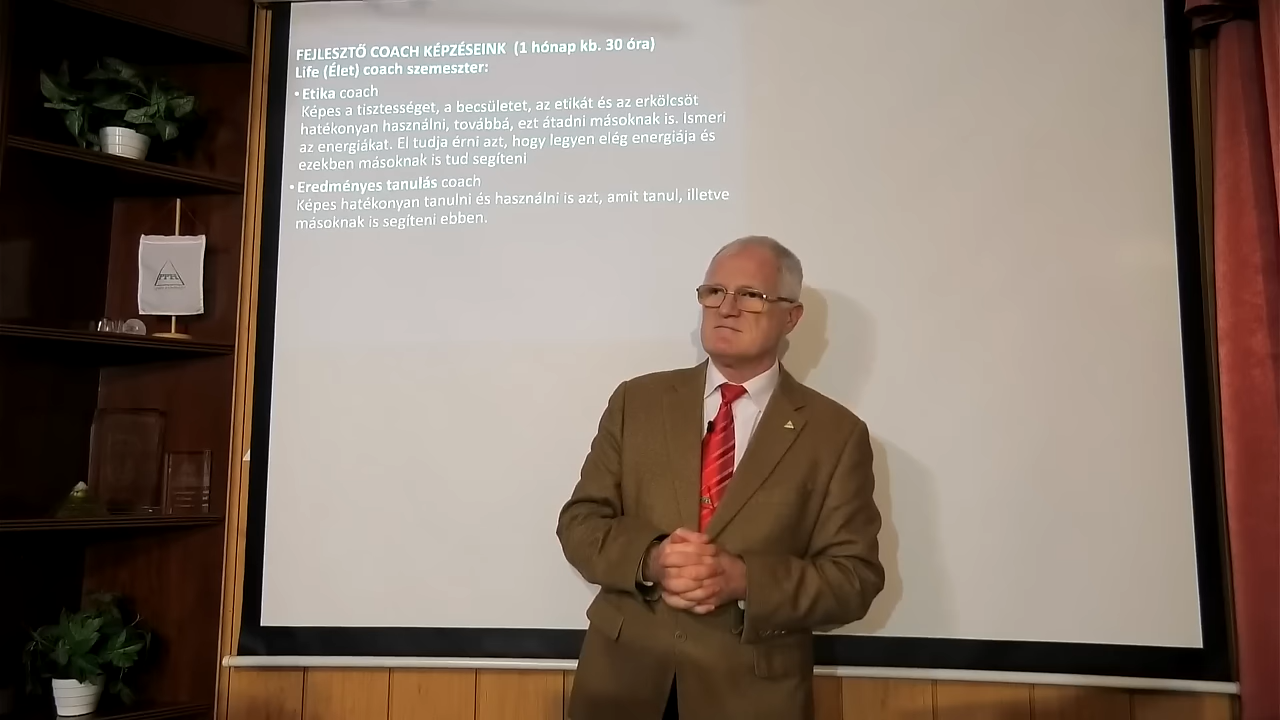 FEJLESZTŐ COACH KÉPZÉSEINK (1 hónap kb. 30 óra)
Life (Élet) coach szemeszter:
• Etika coach
Képes a tisztességet, a becsületet, az etikát és az erkölcsöt
hatékonyan használni, továbbá, ezt átadni másoknak is. Ismeri
az energiákat. El tudja érni azt, hogy legyen elég energiája és
ezekben másoknak is tud segíteni
• Eredményes tanulás coach
Képes hatékonyan tanulni és használni is azt, amit tanul, illetve
másoknak is segíteni ebben.